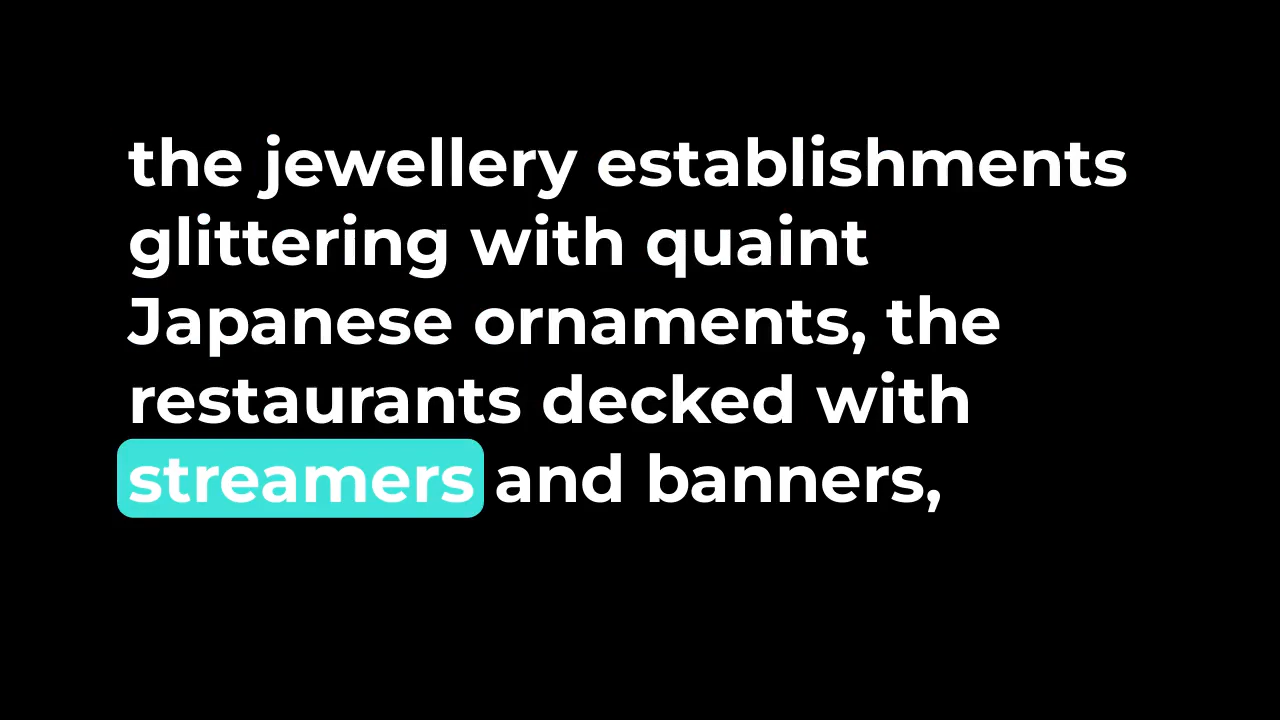 the jewellery establishments
glittering with quaint
Japanese ornaments, the
restaurants decked with
streamers and banners,